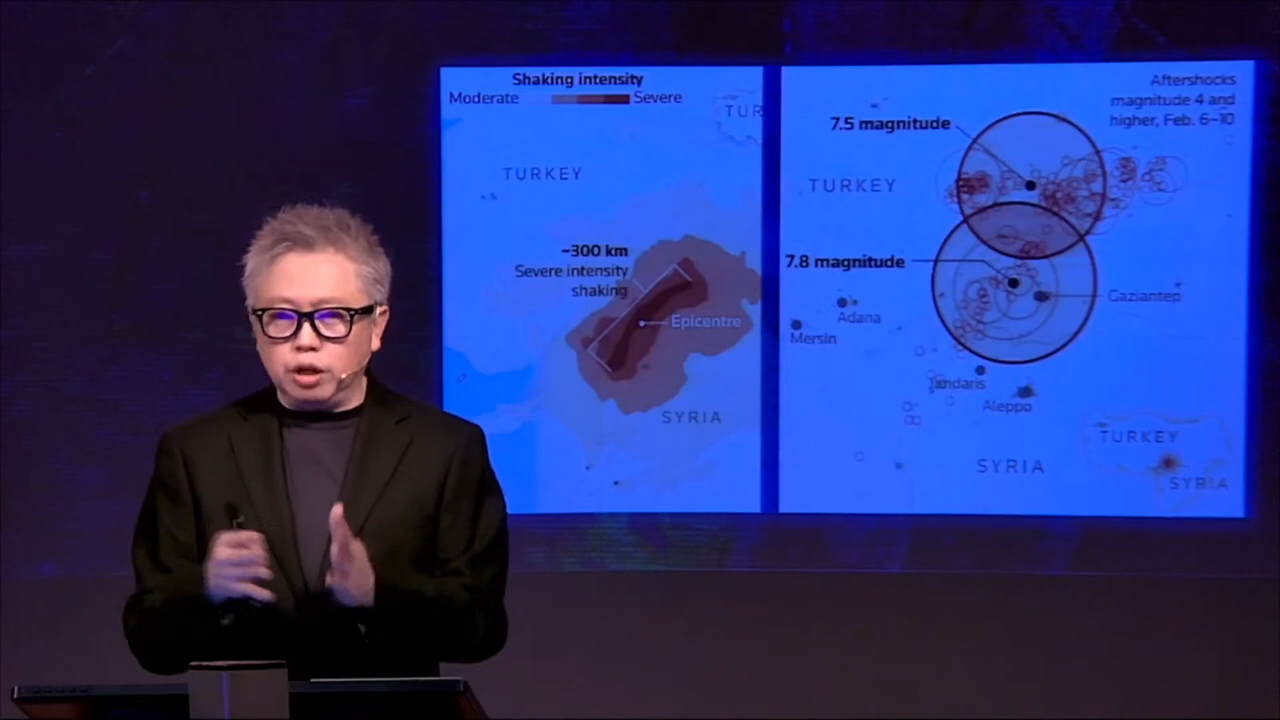 Shaking intensity
Moderate Severe
TUR
TURKEY
~300 km
Severe intensity
shaking
Epicentre
SYRIA
Aftershocks
magnitude 4 and
higher, Feb. 6–10
7.5 magnitude
TURKEY
7.8 magnitude
Gaziantep
Adana
Mersin
Jandaris
Aleppo
TURKEY
SYRIA
SYRIA